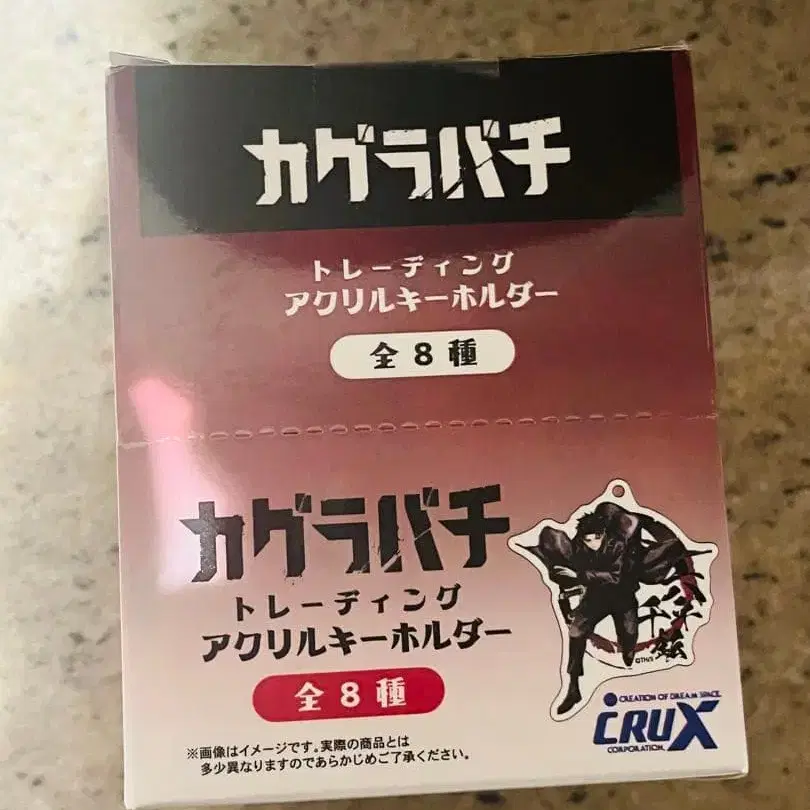 カグラバチ
トレーディング
アクリルキーホルダー
全8種
カグラバチ
トレーディング
アクリルキーホルダー
全8種
千鉱
©TH/S
CREATION OF DREAM SPACE
CRUX
CORPORATION.
※画像はイメージです。実際の商品とは
多少異なりますのであらかじめご了承ください。